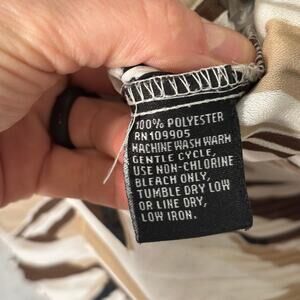 100% POLYESTER
RN109905
MACHINE WASH WARM
GENTLE CYCLE,
USE NON-CHLORINE
BLEACH ONLY,
TUMBLE DRY LOW
OR LINE DRY,
LOW IRON.